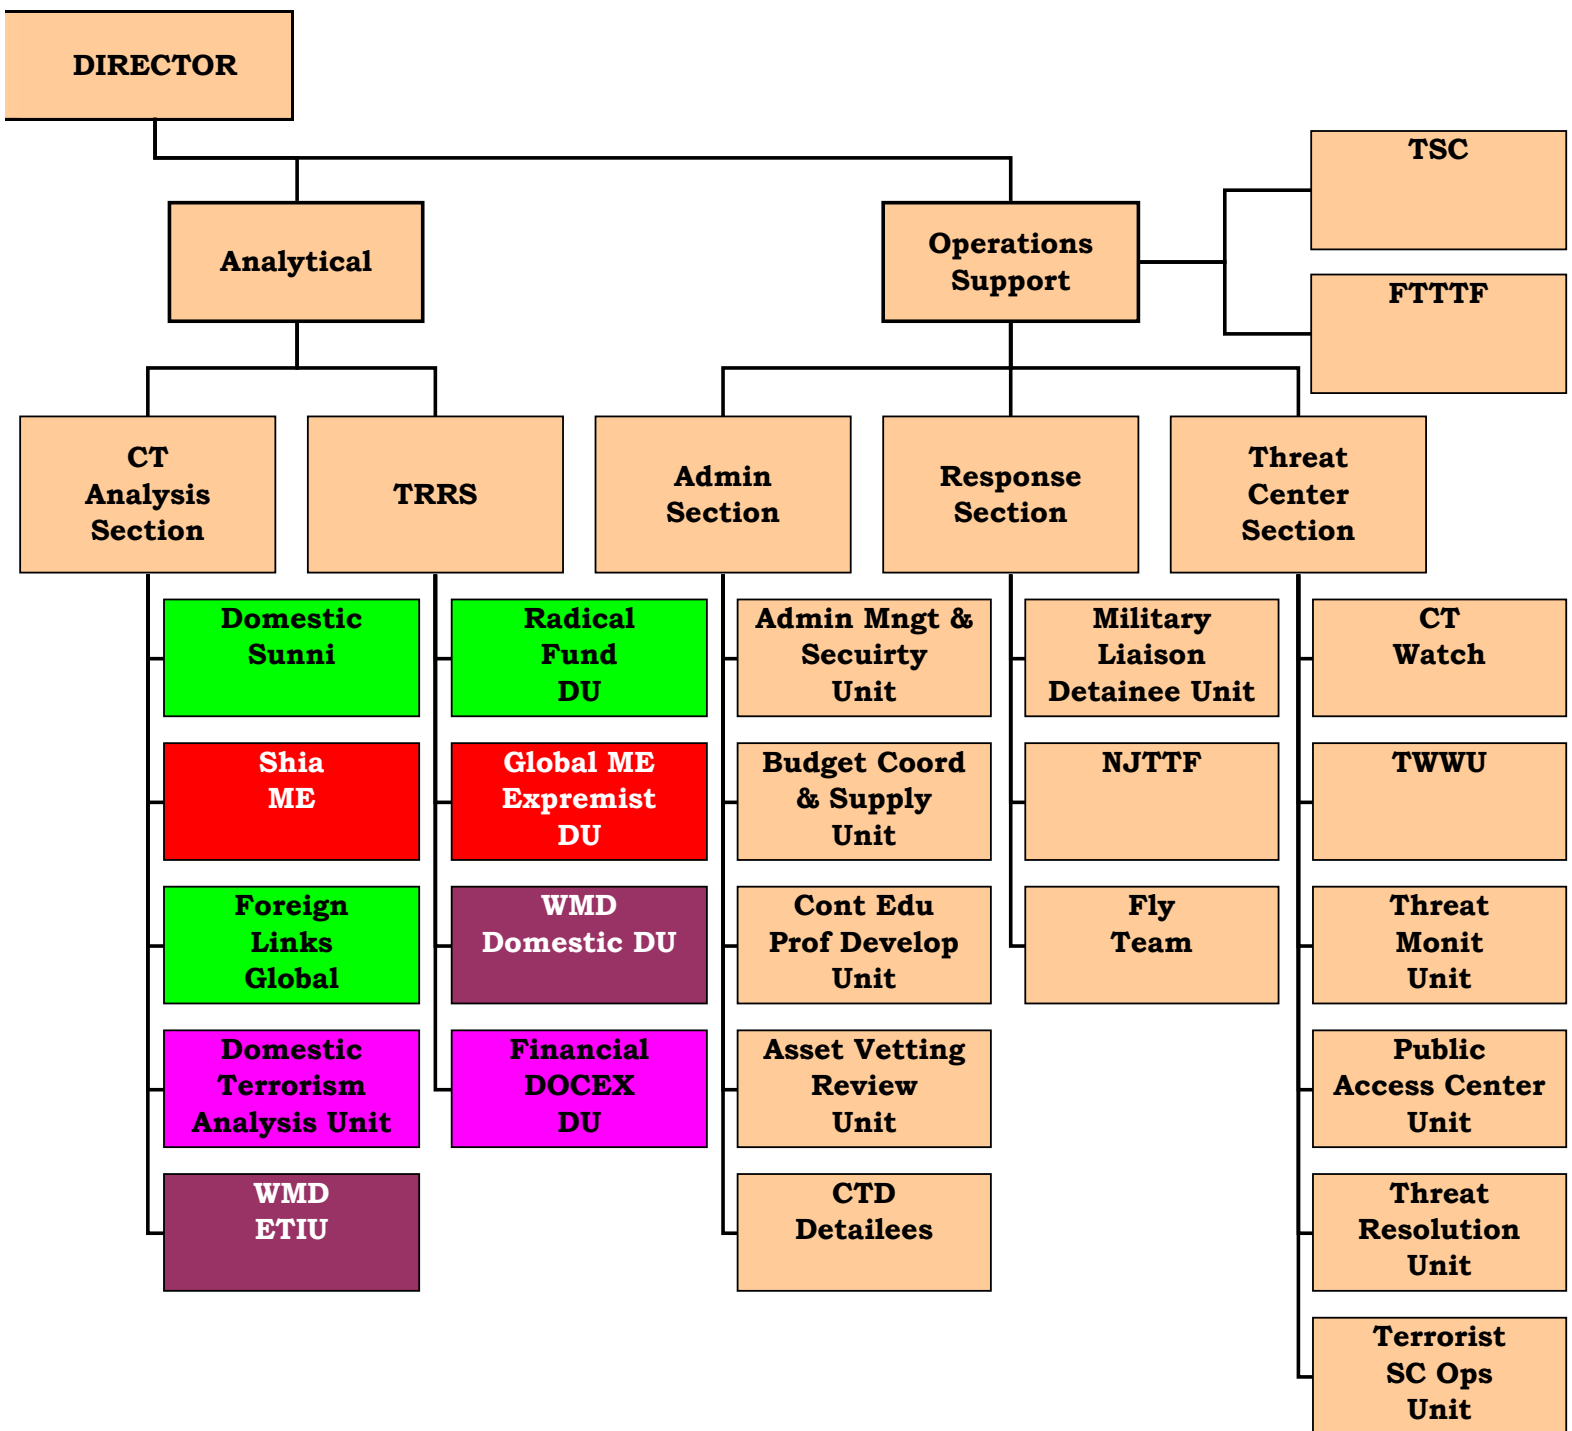 DIRECTOR
TSC
Analytical
Operations
Support
FTTTF
CT
Analysis
Section
TRRS
Admin
Section
Response
Section
Threat
Center
Section
Domestic
Sunni
Shia
ME
Foreign
Links
Global
Domestic
Terrorism
Analysis Unit
WMD
ETIU
Radical
Fund
DU
Global ME
Expremist
DU
WMD
Domestic DU
Financial
DOCEX
DU
Admin Mngt &
Secuirty
Unit
Budget Coord
& Supply
Unit
Cont Edu
Prof Develop
Unit
Asset Vetting
Review
Unit
CTD
Detailees
Military
Liaison
Detainee Unit
NJTTF
Fly
Team
CT
Watch
TWWU
Threat
Monit
Unit
Public
Access Center
Unit
Threat
Resolution
Unit
Terrorist
SC Ops
Unit